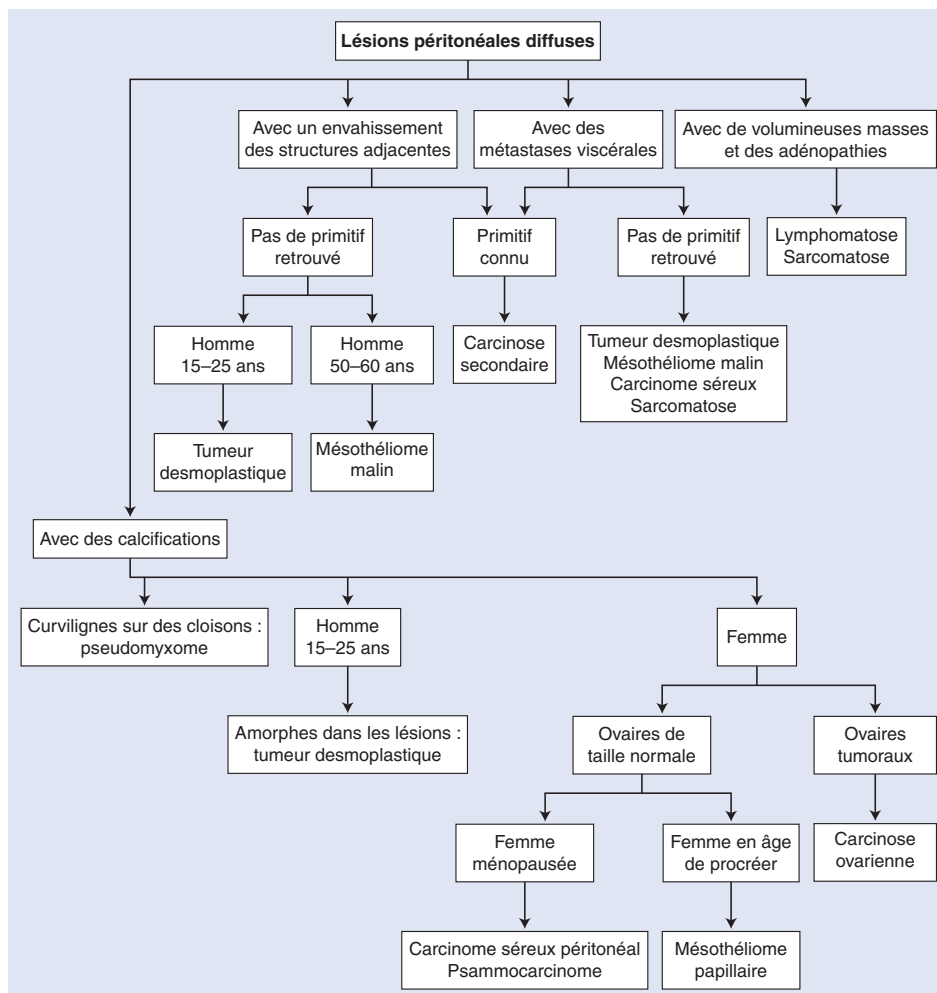 Lésions péritonéales diffuses
Avec un envahissement
des structures adjacentes
Avec des
métastases viscérales
Avec de volumineuses masses
et des adénopathies
Pas de primitif
retrouvé
Primitif
connu
Pas de primitif
retrouvé
Lymphomatose
Sarcomatose
Homme
15–25 ans
Homme
50–60 ans
Carcinose
secondaire
Tumeur desmoplastique
Mésothéliome malin
Carcinome séreux
Sarcomatose
Tumeur
desmoplastique
Mésothéliome
malin
Avec des calcifications
Curvilignes sur des cloisons :
pseudomyxome
Homme
15–25 ans
Femme
Amorphes dans les lésions :
tumeur desmoplastique
Ovaires de
taille normale
Ovaires
tumoraux
Femme
ménopausée
Femme en âge
de procréer
Carcinose
ovarienne
Carcinome séreux péritonéal
Psammocarcinome
Mésothéliome
papillaire